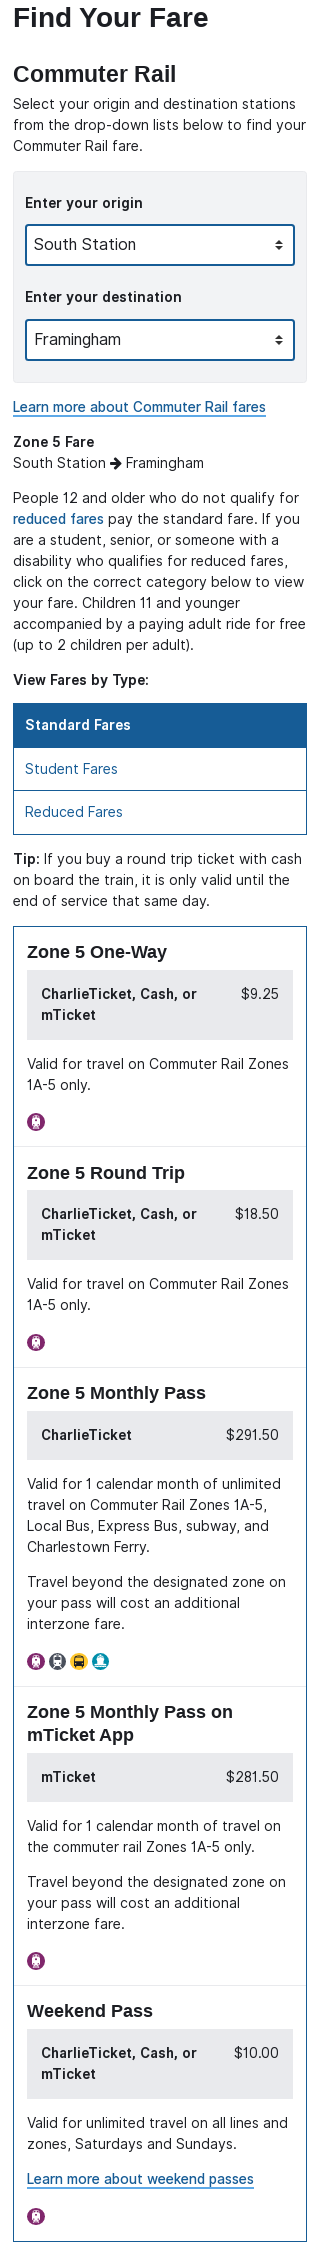 Find Your Fare
Commuter Rail
Select your origin and destination stations
from the drop-down lists below to find your
Commuter Rail fare.
Enter your origin
South Station
Enter your destination
Framingham
Learn more about Commuter Rail fares
Zone 5 Fare
South Station → Framingham
People 12 and older who do not qualify for
reduced fares pay the standard fare. If you
are a student, senior, or someone with a
disability who qualifies for reduced fares,
click on the correct category below to view
your fare. Children 11 and younger
accompanied by a paying adult ride for free
(up to 2 children per adult).
View Fares by Type:
Standard Fares
Student Fares
Reduced Fares
Tip: If you buy a round trip ticket with cash
on board the train, it is only valid until the
end of service that same day.
Zone 5 One-Way
CharlieTicket, Cash, or $9.25
mTicket
Valid for travel on Commuter Rail Zones
1A-5 only.
Zone 5 Round Trip
CharlieTicket, Cash, or $18.50
mTicket
Valid for travel on Commuter Rail Zones
1A-5 only.
Zone 5 Monthly Pass
CharlieTicket $291.50
Valid for 1 calendar month of unlimited
travel on Commuter Rail Zones 1A-5,
Local Bus, Express Bus, subway, and
Charlestown Ferry.
Travel beyond the designated zone on
your pass will cost an additional
interzone fare.
Zone 5 Monthly Pass on
mTicket App
mTicket $281.50
Valid for 1 calendar month of travel on
the commuter rail Zones 1A-5 only.
Travel beyond the designated zone on
your pass will cost an additional
interzone fare.
Weekend Pass
CharlieTicket, Cash, or $10.00
mTicket
Valid for unlimited travel on all lines and
zones, Saturdays and Sundays.
Learn more about weekend passes